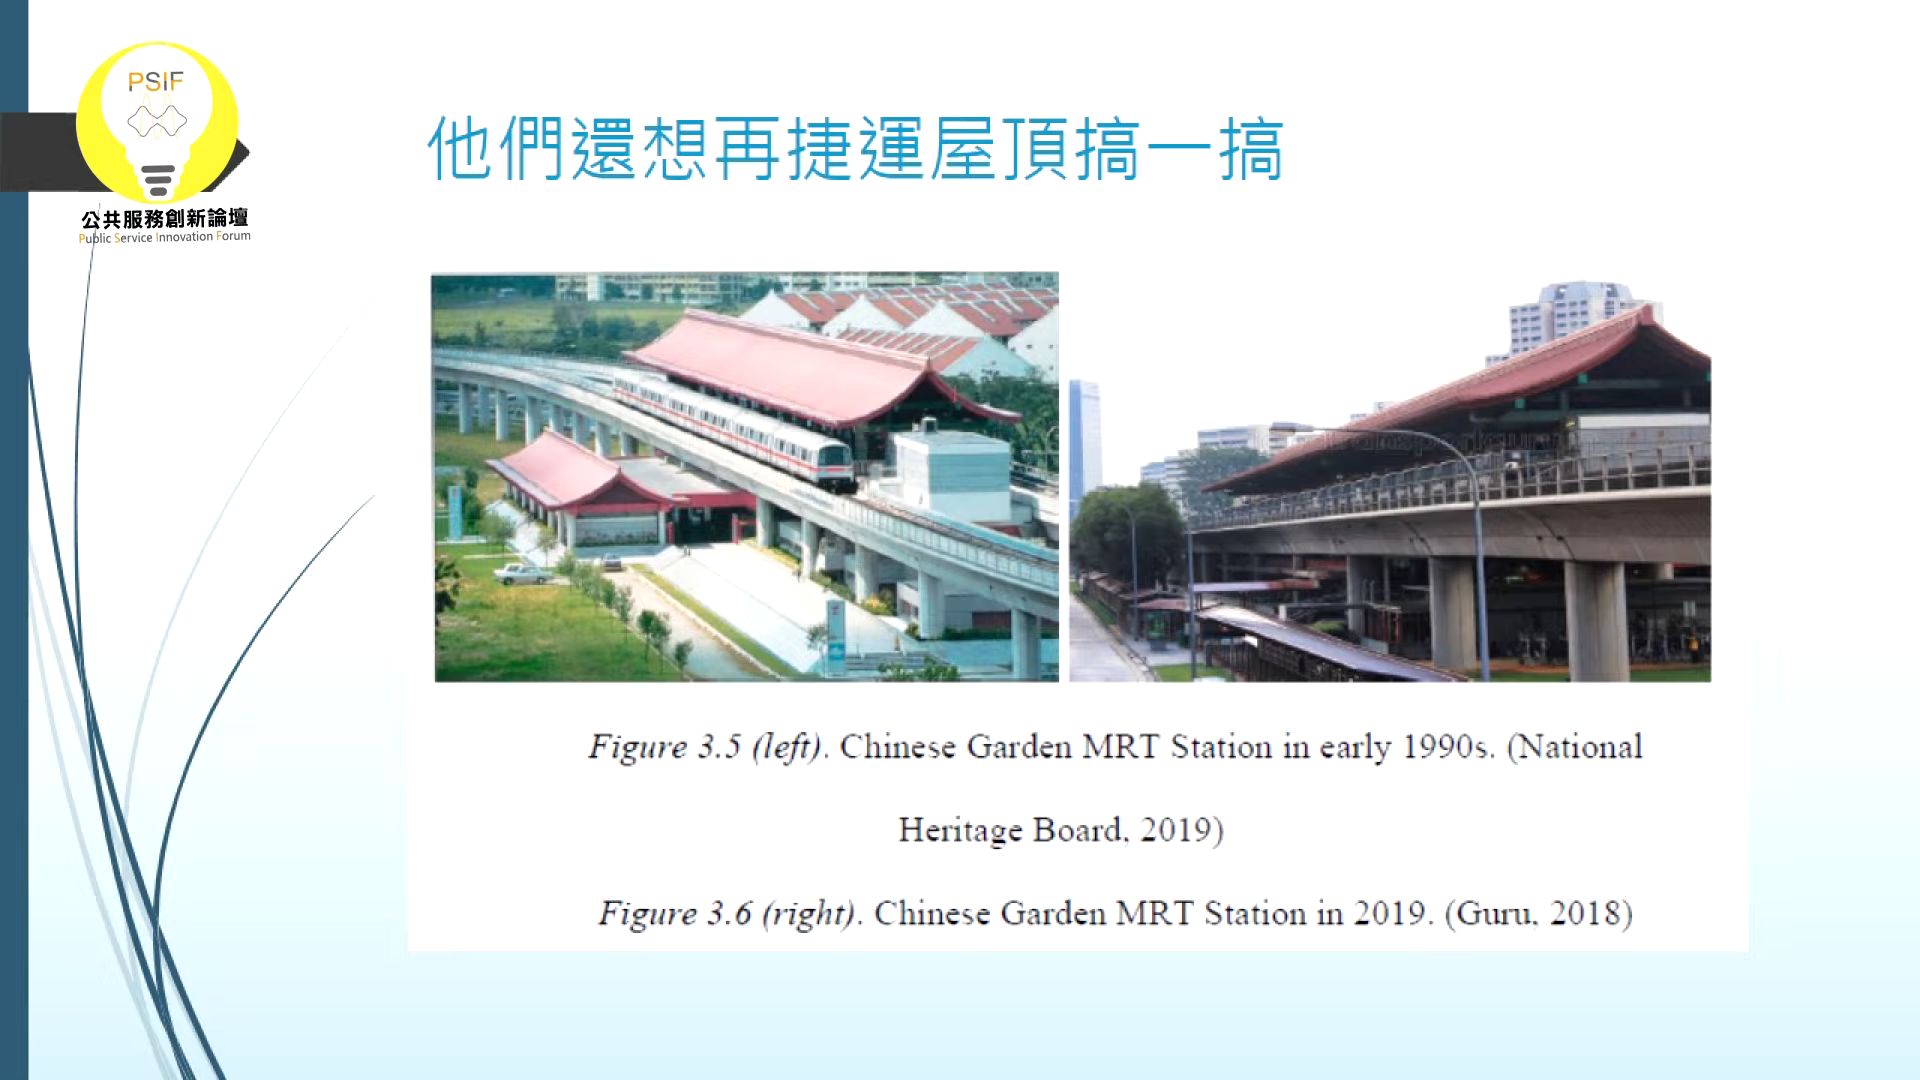 PSIF
公共服務創新論壇
Public Service Innovation Forum
他們還想再捷運屋頂搞一搞
Figure 3.5 (left). Chinese Garden MRT Station in early 1990s. (National
Heritage Board, 2019)
Figure 3.6 (right). Chinese Garden MRT Station in 2019. (Guru, 2018)